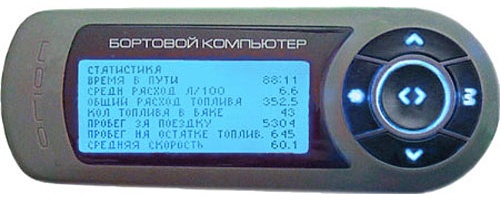 orion
БОРТОВОЙ КОМПЬЮТЕР
СТАТИСТИКА
ВРЕМЯ В ПУТИ 88:11
СРЕДН РАСХОД Л/100 6.6
ОБЩИЙ РАСХОД ТОПЛИВА 352.5
КОЛ ТОПЛИВА В БАКЕ 43
ПРОБЕГ ЗА ПОЕЗДКУ 5304
ПРОБЕГ НА ОСТАТКЕ ТОПЛИВ. 645
СРЕДНЯЯ СКОРОСТЬ 60.1
M